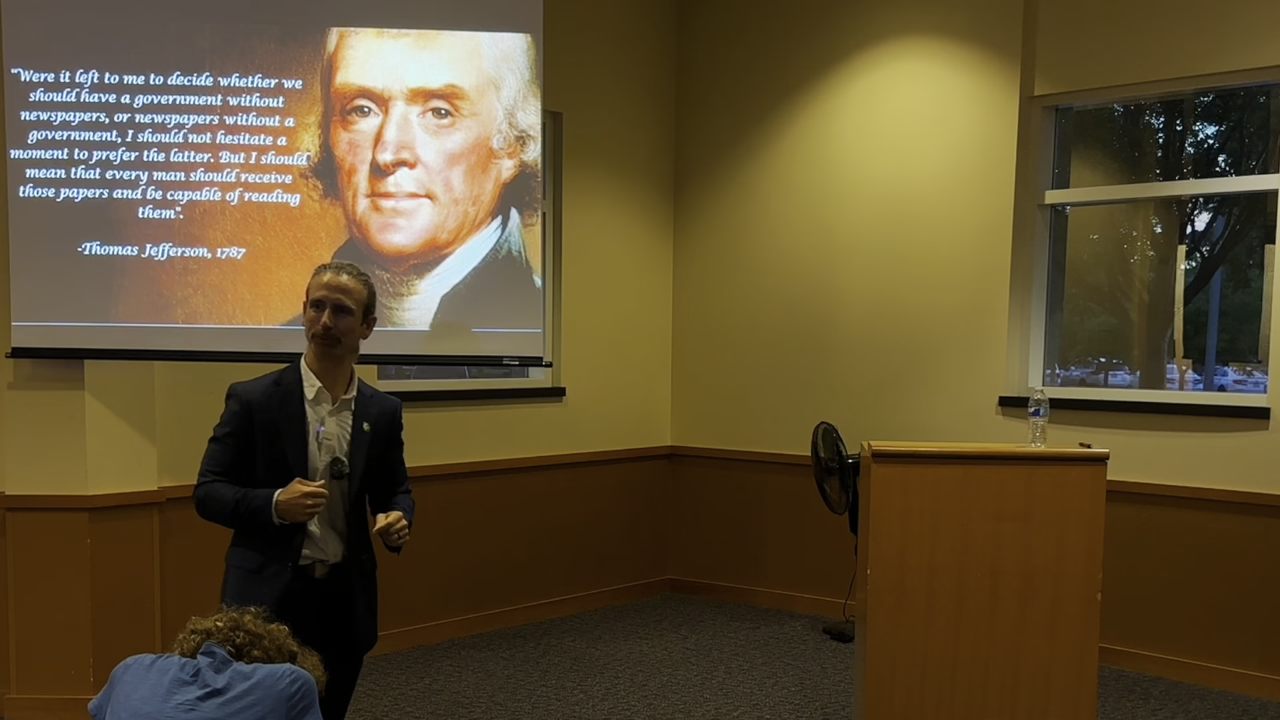 "Were it left to me to decide whether we
should have a government without
newspapers, or newspapers without a
government, I should not hesitate a
moment to prefer the latter. But I should
mean that every man should receive
those papers and be capable of reading
them".
-Thomas Jefferson, 1787